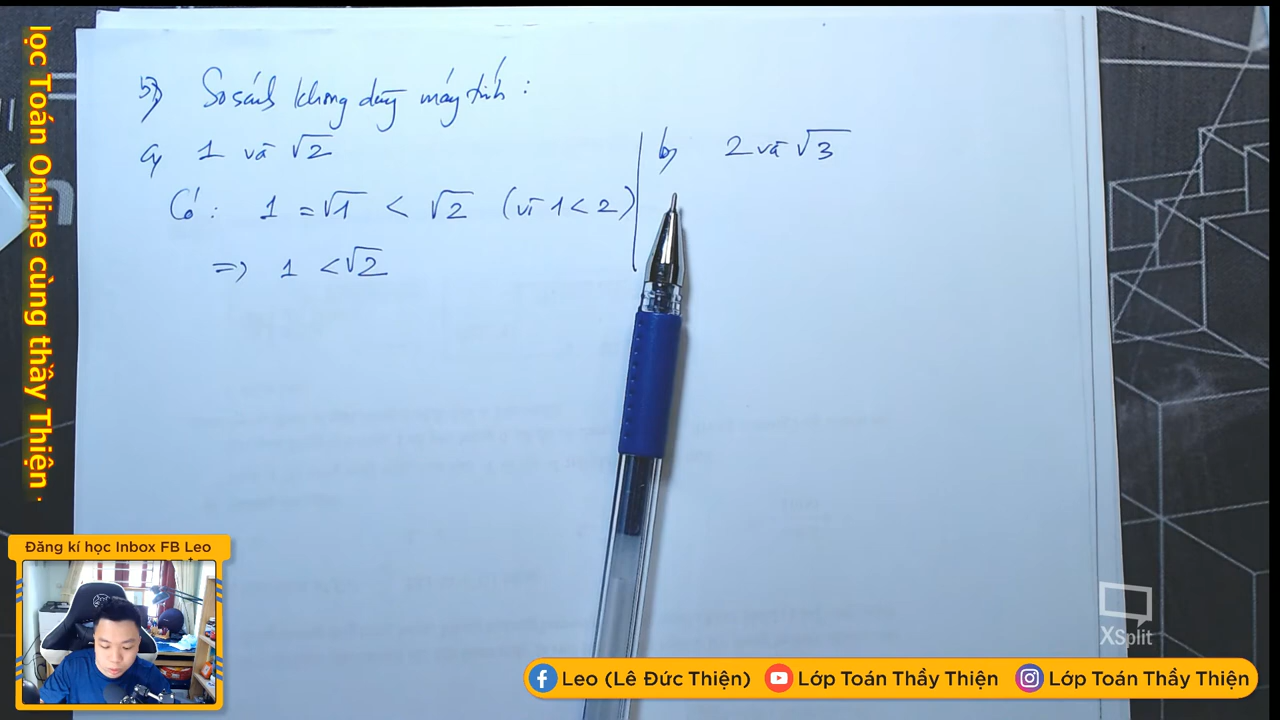 5, So sánh không dùng máy tính :
a, 1 và √2
Có : 1 = √1 < √2 (vì 1 < 2)
=> 1 < √2
b, 2 và √3
lọc Toán Online cùng thầy Thiện ·
Đăng kí học Inbox FB Leo
XSplit
Leo (Lê Đức Thiện) Lớp Toán Thầy Thiện Lớp Toán Thầy Thiện